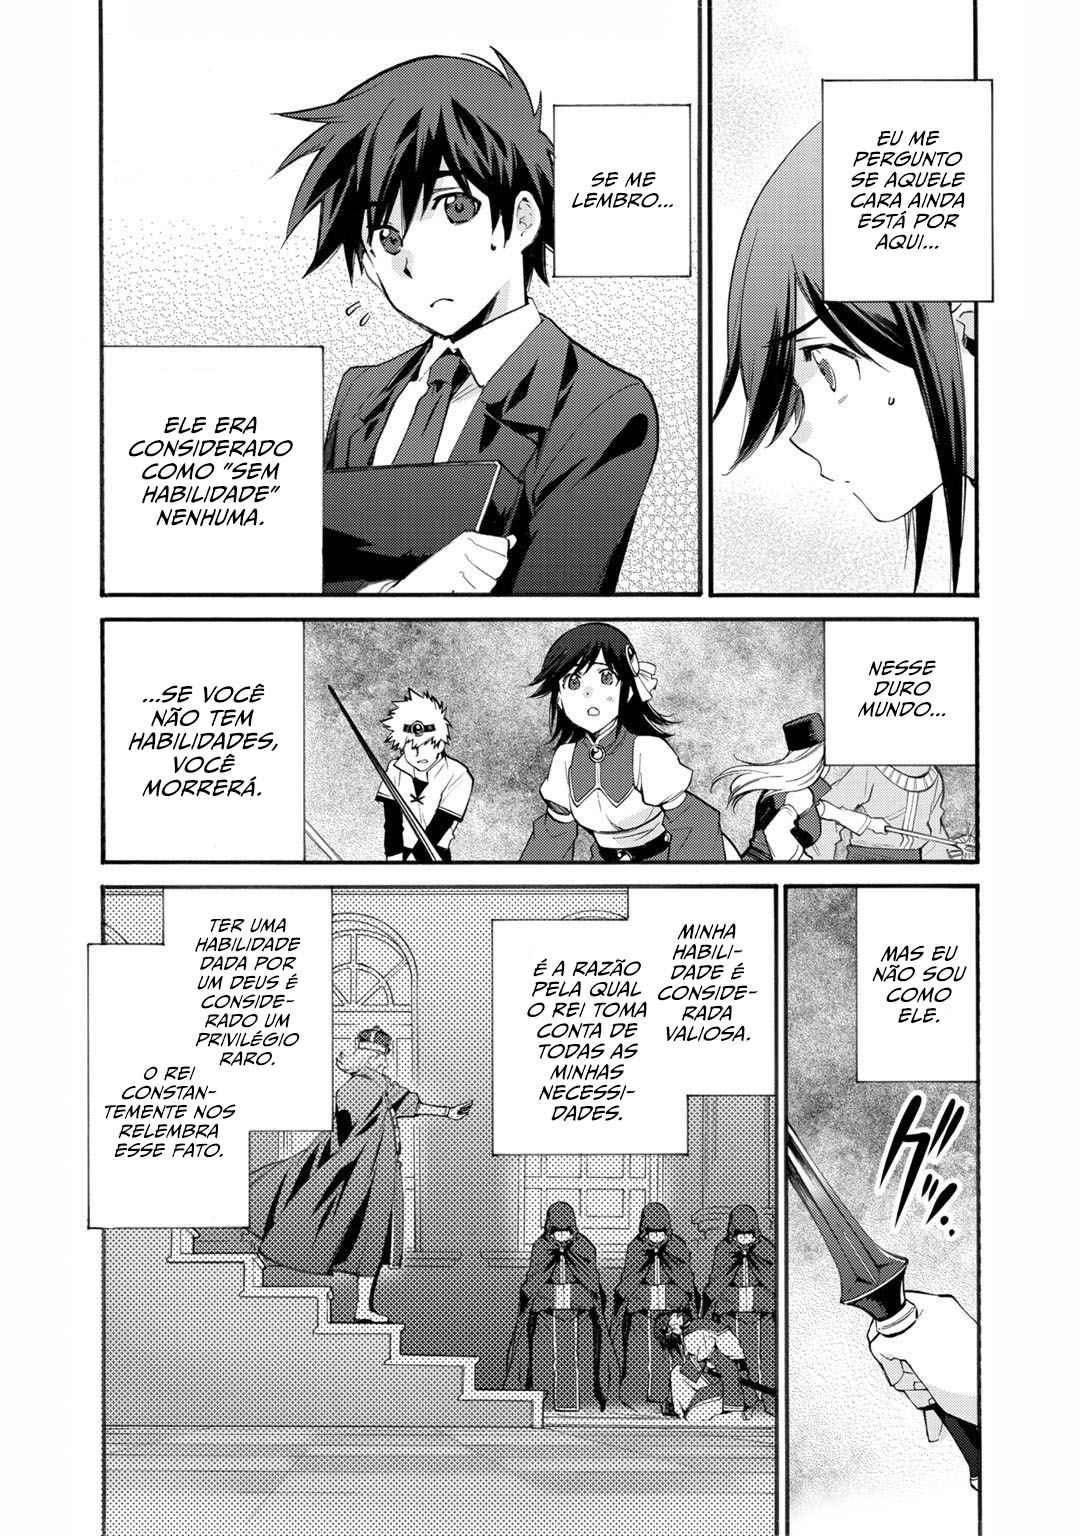 EU ME
PERGUNTO
SE AQUELE
CARA AINDA
ESTÁ POR
AQUI...
SE ME
LEMBRO...
ELE ERA
CONSIDERADO
COMO "SEM
HABILIDADE"
NENHUMA.
NESSE
DURO
MUNDO...
...SE VOCÊ
NÃO TEM
HABILIDADES,
VOCÊ
MORRERÁ.
MAS EU
NÃO SOU
COMO
ELE.
グッ.
MINHA
HABILI-
DADE É
CONSIDE-
RADA
VALIOSA.
É A RAZÃO
PELA QUAL
O REI TOMA
CONTA DE
TODAS AS
MINHAS
NECESSI-
DADES.
TER UMA
HABILIDADE
DADA POR
UM DEUS É
CONSIDE-
RADO UM
PRIVILÉGIO
RARO.
O REI
CONSTAN-
TEMENTE NOS
RELEMBRA
ESSE FATO.